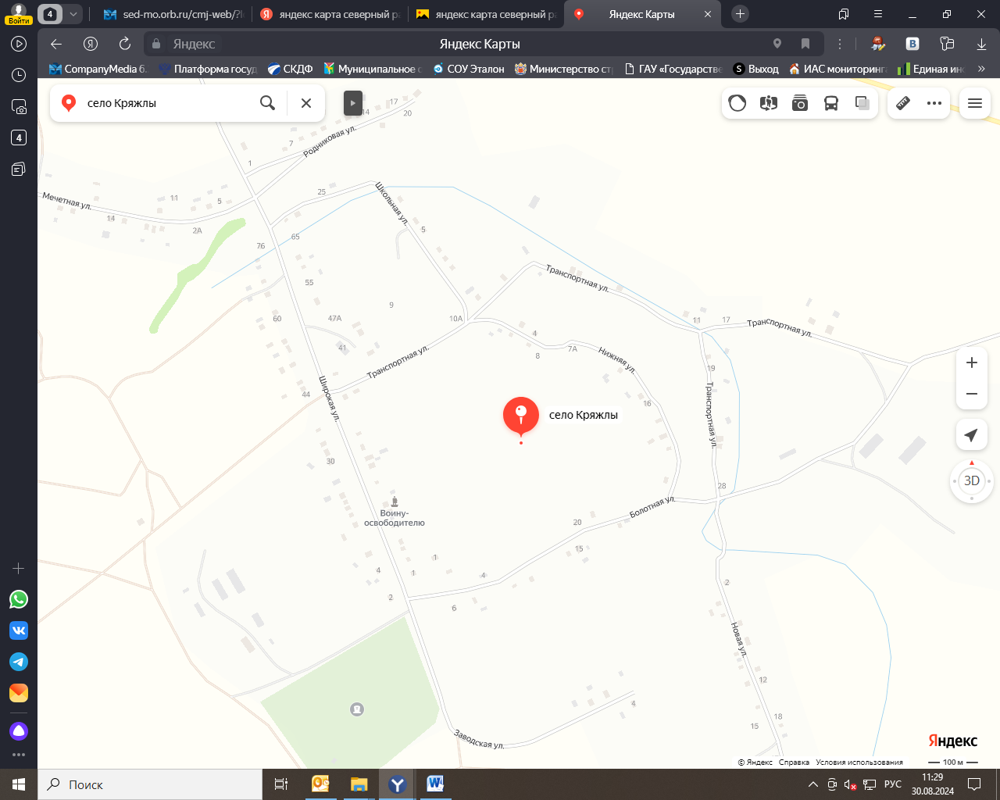 4
sed-mo.orb.ru/cmj-web/?l
яндекс карта северный ра
яндекс карта северный ра
Яндекс Карты
Войти
Яндекс
Яндекс Карты
CompanyMedia б
Платформа госуд
СКДФ
Муниципальное о
СОУ Эталон
Министерство ст
ГАУ «Государстве
Выход
ИАС мониторинг
Единая ин
4
село Кряжлы
17
14
20
Родниковая ул.
7
1
Мечетная ул.
11
5
14
2А
25
Школьная ул.
5
65
76
55
9
60
47А
10А
41
Транспортная ул.
11
17
Транспортная ул.
4
8
7А
Нижняя ул.
Транспортная ул.
19
44
Широкая ул.
16
Транспортная ул.
село Кряжлы
30
28
3D
Воину-
освободителю
Болотная ул.
20
15
1
4
1
4
2
6
2
Новая ул.
12
4
18
15
Заводская ул.
Яндекс
© Яндекс Справка Условия использования
100 м
Поиск
РУС
11:29
30.08.2024